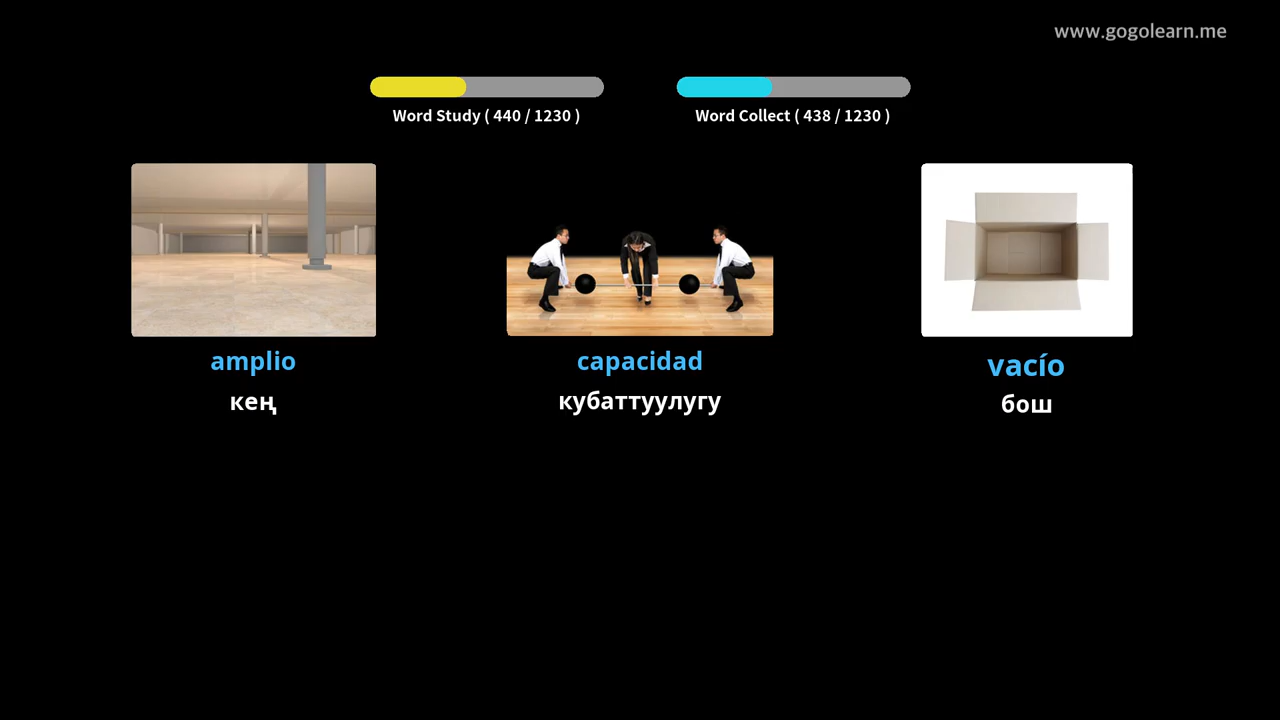 www.gogolearn.me
Word Study ( 440 / 1230 )
Word Collect ( 438 / 1230 )
amplio
capacidad
vacío
кең
кубаттуулугу
бош